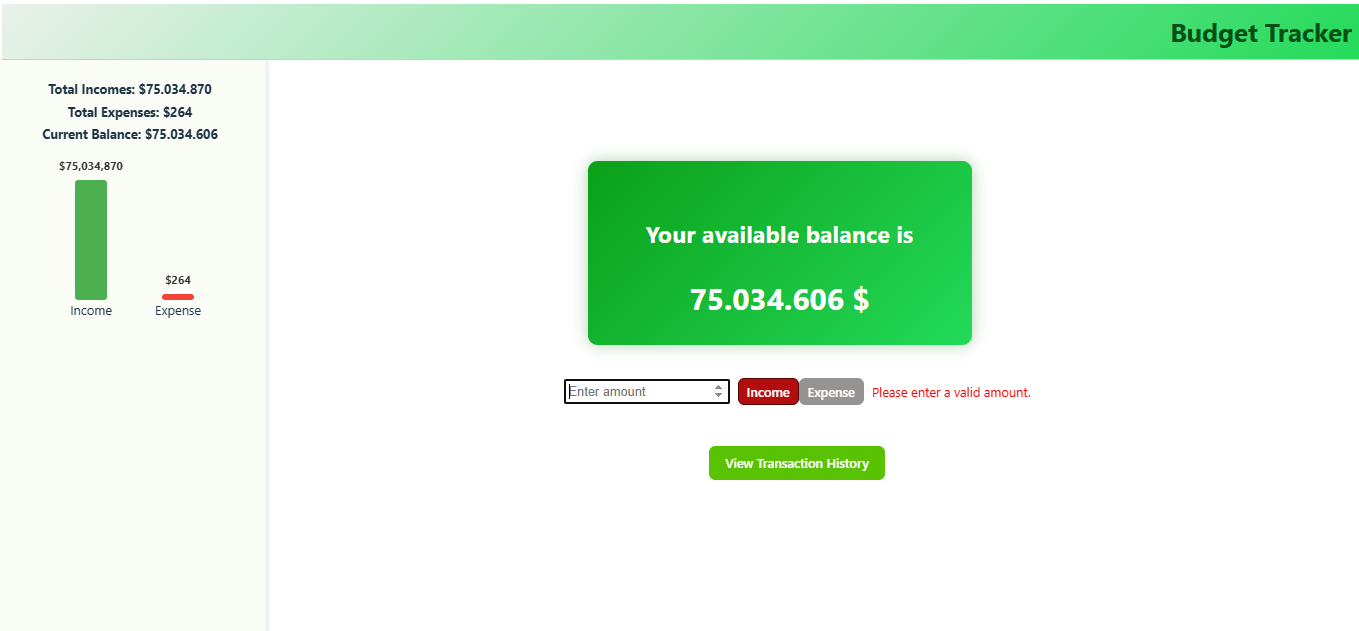 Budget Tracker
Total Incomes: $75.034.870
Total Expenses: $264
Current Balance: $75.034.606
$75,034,870
$264
Income Expense
Your available balance is
75.034.606 $
Enter amount Income Expense Please enter a valid amount.
View Transaction History